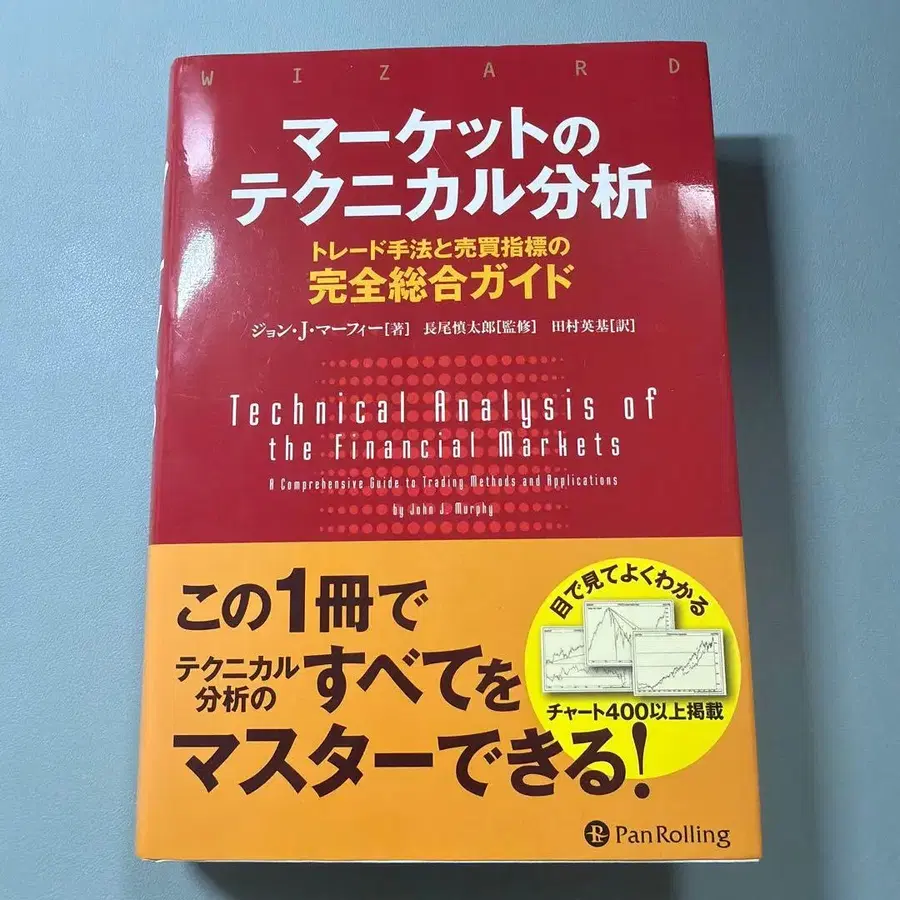 WIZARD
マーケットの
テクニカル分析
トレード手法と売買指標の
完全総合ガイド
ジョン・J・マーフィー[著] 長尾慎太郎[監修] 田村英基[訳]
Technical Analysis of
the Financial Markets
A Comprehensive Guide to Trading Methods and Applications
by John J. Murphy
この1冊で
テクニカル
分析の
すべてを
マスターできる!
目で見てよくわかる
チャート400以上掲載
PanRolling